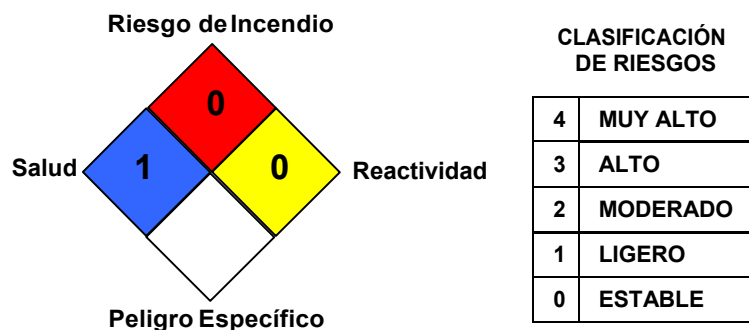 Riesgo de Incendio
0
Salud
1
0
Reactividad
Peligro Específico
CLASIFICACIÓN
DE RIESGOS
4 MUY ALTO
3 ALTO
2 MODERADO
1 LIGERO
0 ESTABLE